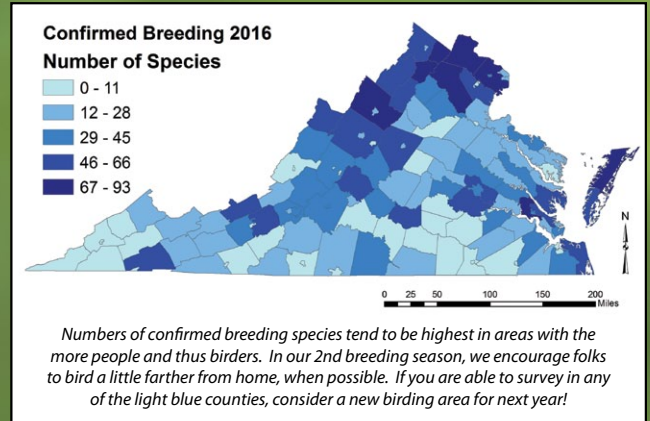 Confirmed Breeding 2016
Number of Species
0 - 11
12 - 28
29 - 45
46 - 66
67 - 93
N
0 25 50 100 150 200
Miles
Numbers of confirmed breeding species tend to be highest in areas with the
more people and thus birders. In our 2nd breeding season, we encourage folks
to bird a little farther from home, when possible. If you are able to survey in any
of the light blue counties, consider a new birding area for next year!